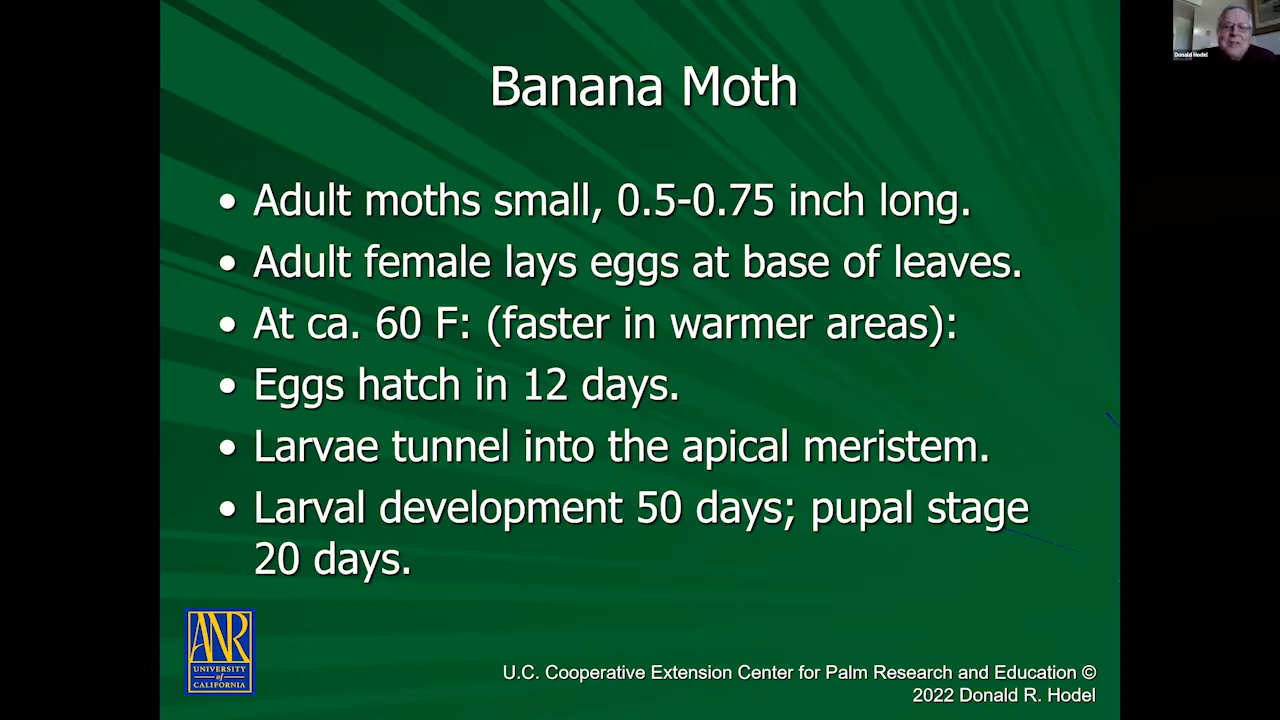 Donald Hodel
Banana Moth
• Adult moths small, 0.5-0.75 inch long.
• Adult female lays eggs at base of leaves.
• At ca. 60 F: (faster in warmer areas):
• Eggs hatch in 12 days.
• Larvae tunnel into the apical meristem.
• Larval development 50 days; pupal stage
20 days.
ANR
UNIVERSITY
of
CALIFORNIA
U.C. Cooperative Extension Center for Palm Research and Education ©
2022 Donald R. Hodel